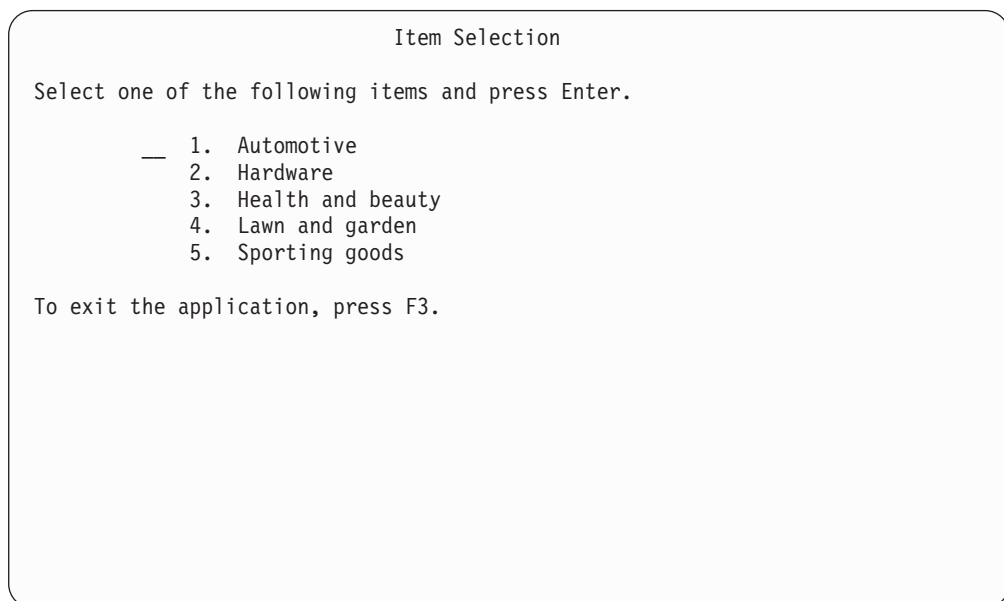 Item Selection
Select one of the following items and press Enter.
__ 1. Automotive
2. Hardware
3. Health and beauty
4. Lawn and garden
5. Sporting goods
To exit the application, press F3.